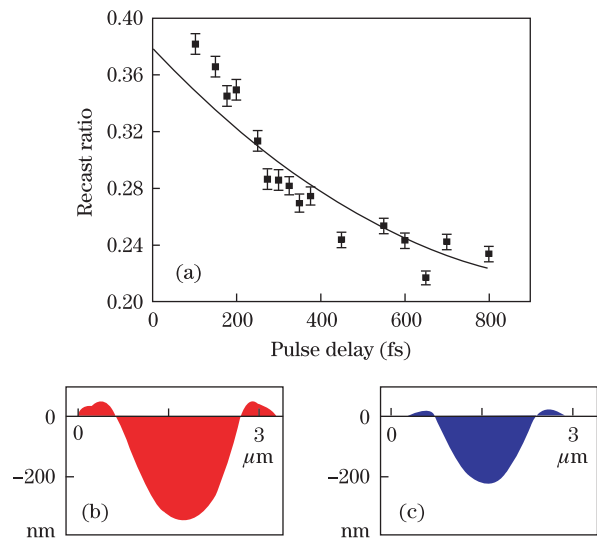 0.40
0.36
0.32
0.28
0.24
0.20
Recast ratio
(a)
0 200 400 600 800
Pulse delay (fs)
0
−200
nm
0 3
μm
(b)
0
−200
nm
0 3
μm
(c)